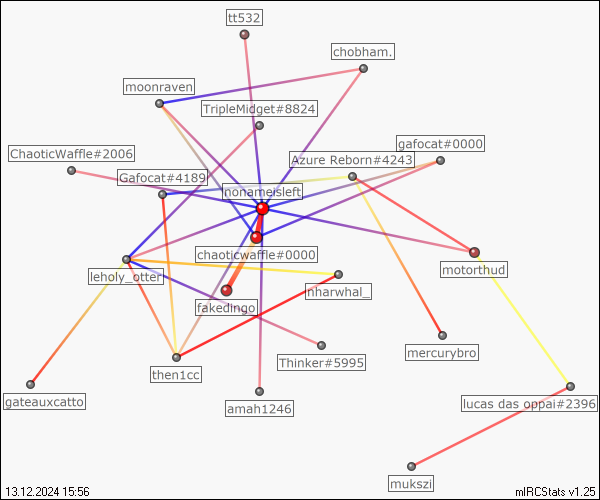 tt532
chobham.
moonraven
TripleMidget#8824
gafocat#0000
ChaoticWaffle#2006
Azure Reborn#4243
Gafocat#4189
nonameisleft
chaoticwaffle#0000
leholy_otter
motorthud
nharwhal_
fakedingo
mercurybro
Thinker#5995
then1cc
gateauxcatto
amah1246
lucas das oppai#2396
mukszi
13.12.2024 15:56
mIRCStats v1.25